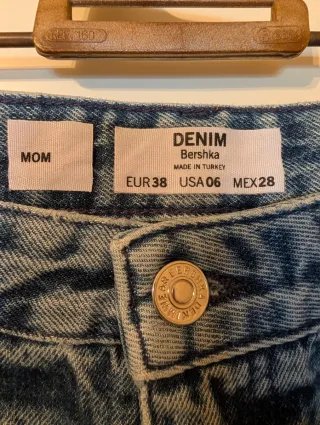 MOM
DENIM
Bershka
MADE IN TURKEY
EUR 38 USA 06 MEX 28